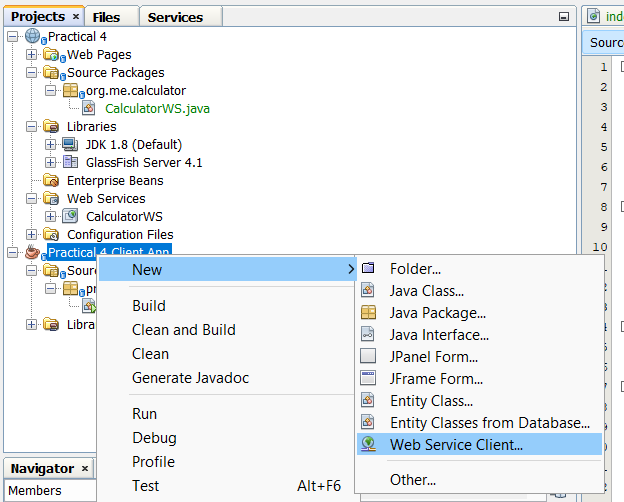 Projects × Files Services
Practical 4
Web Pages
Source Packages
org.me.calculator
CalculatorWS.java
Libraries
JDK 1.8 (Default)
GlassFish Server 4.1
Enterprise Beans
Web Services
CalculatorWS
Configuration Files
Practical 4 Client App
Sour
pr
Libra
New
Build
Clean and Build
Clean
Generate Javadoc
Run
Debug
Profile
Test Alt+F6
Folder...
Java Class...
Java Package...
Java Interface...
JPanel Form...
JFrame Form...
Entity Class...
Entity Classes from Database...
Web Service Client...
Other...
Navigator ×
Members
inde
Source
1
2
3
4
5
6
7
8
9
10